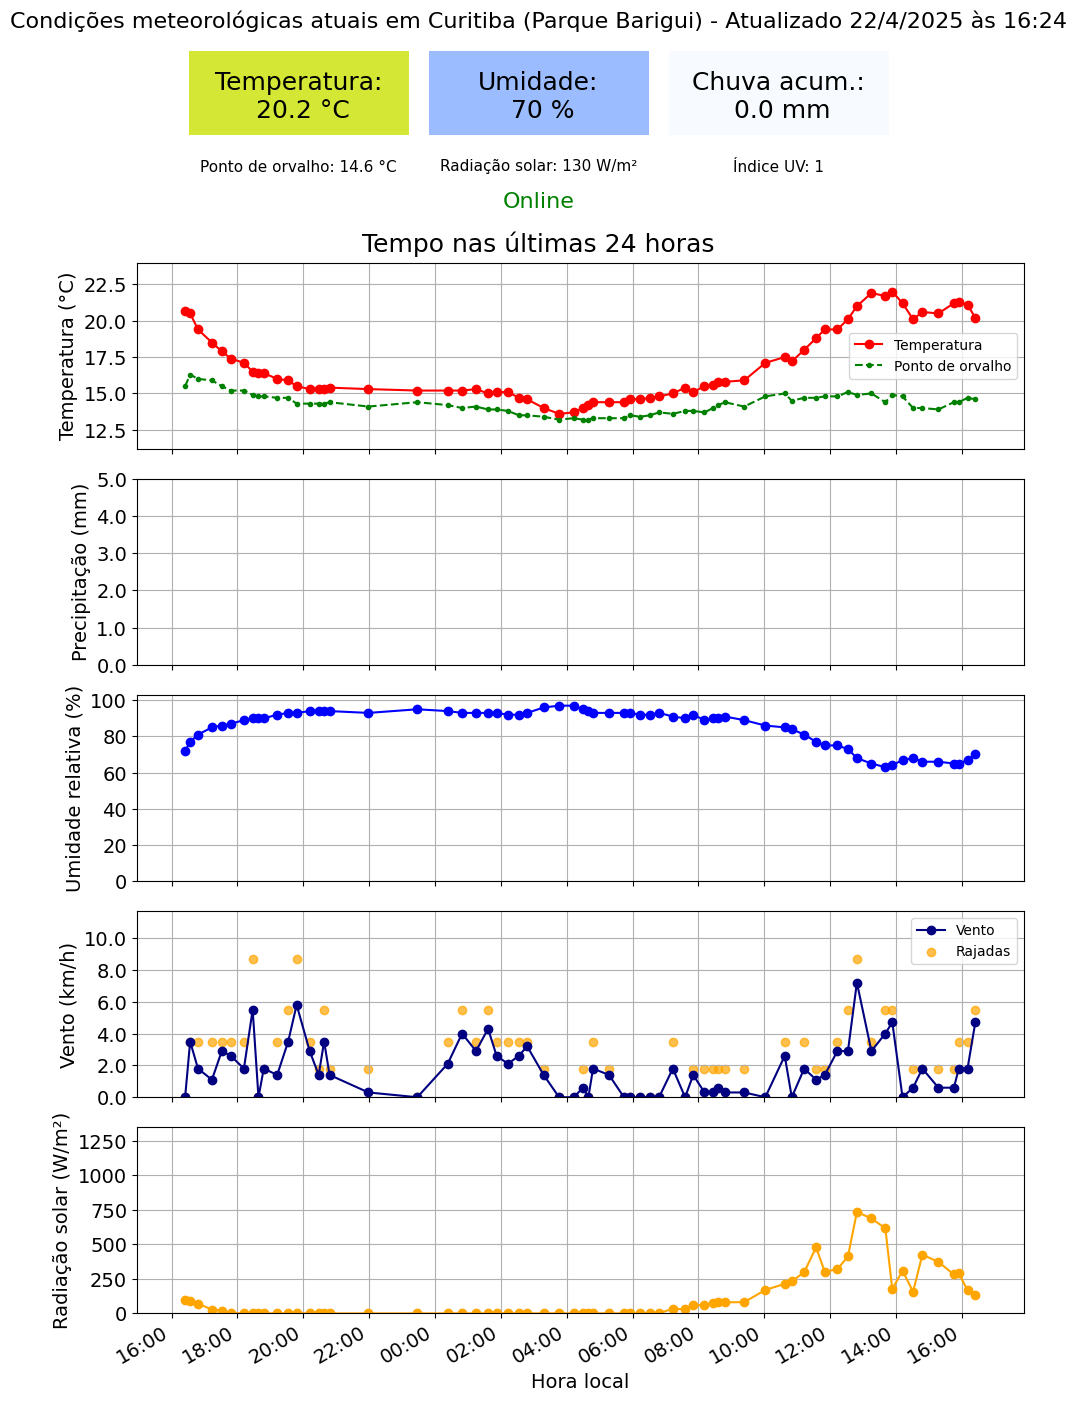 Condições meteorológicas atuais em Curitiba (Parque Barigui) - Atualizado 22/4/2025 às 16:24
Temperatura:
20.2 °C
Umidade:
70 %
Chuva acum.:
0.0 mm
Ponto de orvalho: 14.6 °C
Radiação solar: 130 W/m²
Índice UV: 1
Online
Tempo nas últimas 24 horas
Temperatura (°C)
22.5
20.0
17.5
15.0
12.5
Temperatura
Ponto de orvalho
Precipitação (mm)
5.0
4.0
3.0
2.0
1.0
0.0
Umidade relativa (%)
100
80
60
40
20
0
Vento (km/h)
10.0
8.0
6.0
4.0
2.0
0.0
Vento
Rajadas
Radiação solar (W/m²)
1250
1000
750
500
250
0
16:00
18:00
20:00
22:00
00:00
02:00
04:00
06:00
08:00
10:00
12:00
14:00
16:00
Hora local